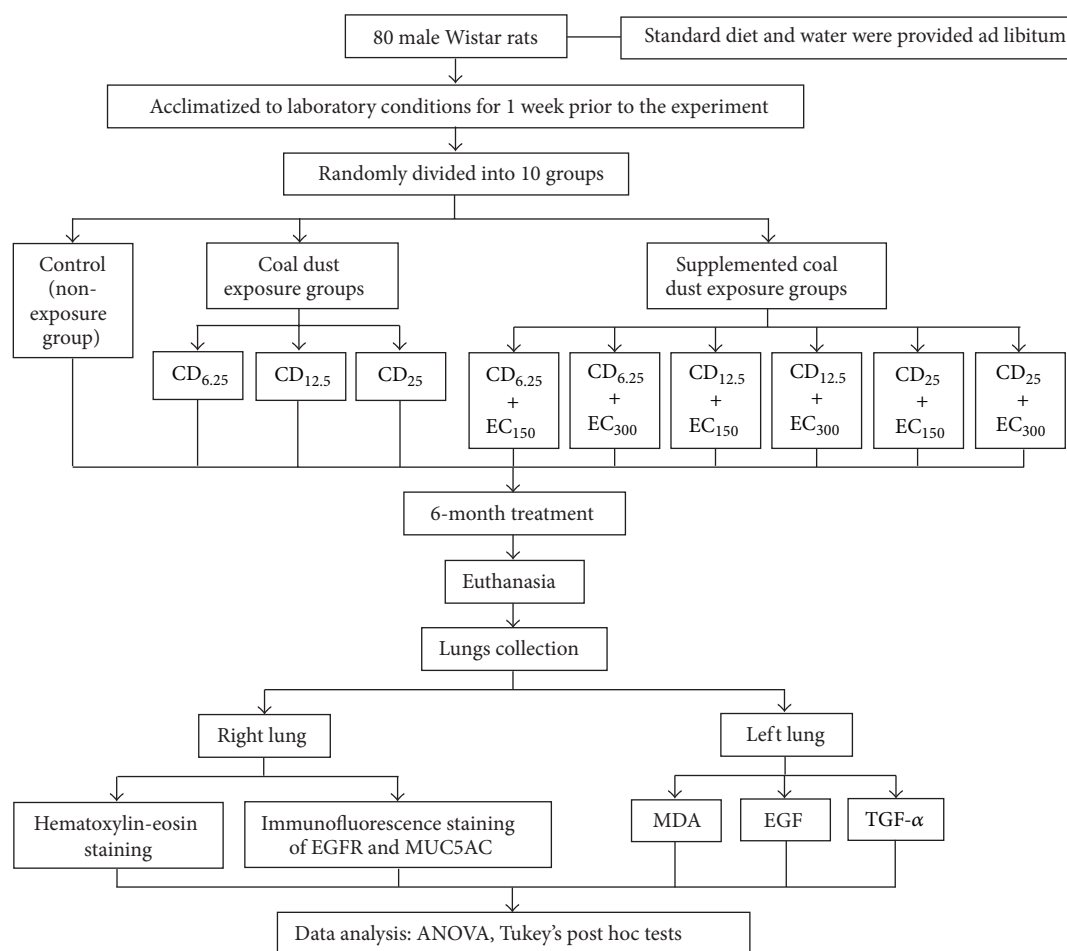 80 male Wistar rats
Standard diet and water were provided ad libitum
Acclimatized to laboratory conditions for 1 week prior to the experiment
Randomly divided into 10 groups
Control
(non-
exposure
group)
Coal dust
exposure groups
Supplemented coal
dust exposure groups
CD6.25
CD12.5
CD25
CD6.25
+
EC150
CD6.25
+
EC300
CD12.5
+
EC150
CD12.5
+
EC300
CD25
+
EC150
CD25
+
EC300
6-month treatment
Euthanasia
Lungs collection
Right lung
Left lung
Hematoxylin-eosin
staining
Immunofluorescence staining
of EGFR and MUC5AC
MDA
EGF
TGF-α
Data analysis: ANOVA, Tukey's post hoc tests